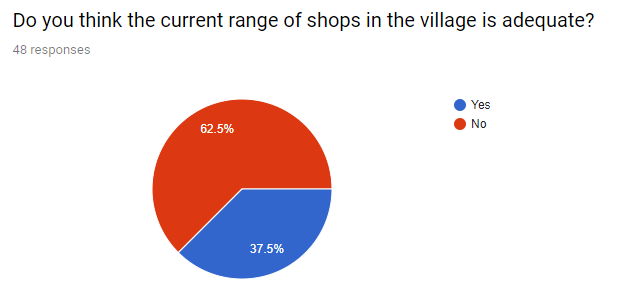 Do you think the current range of shops in the village is adequate?
48 responses
Yes
No
62.5%
37.5%